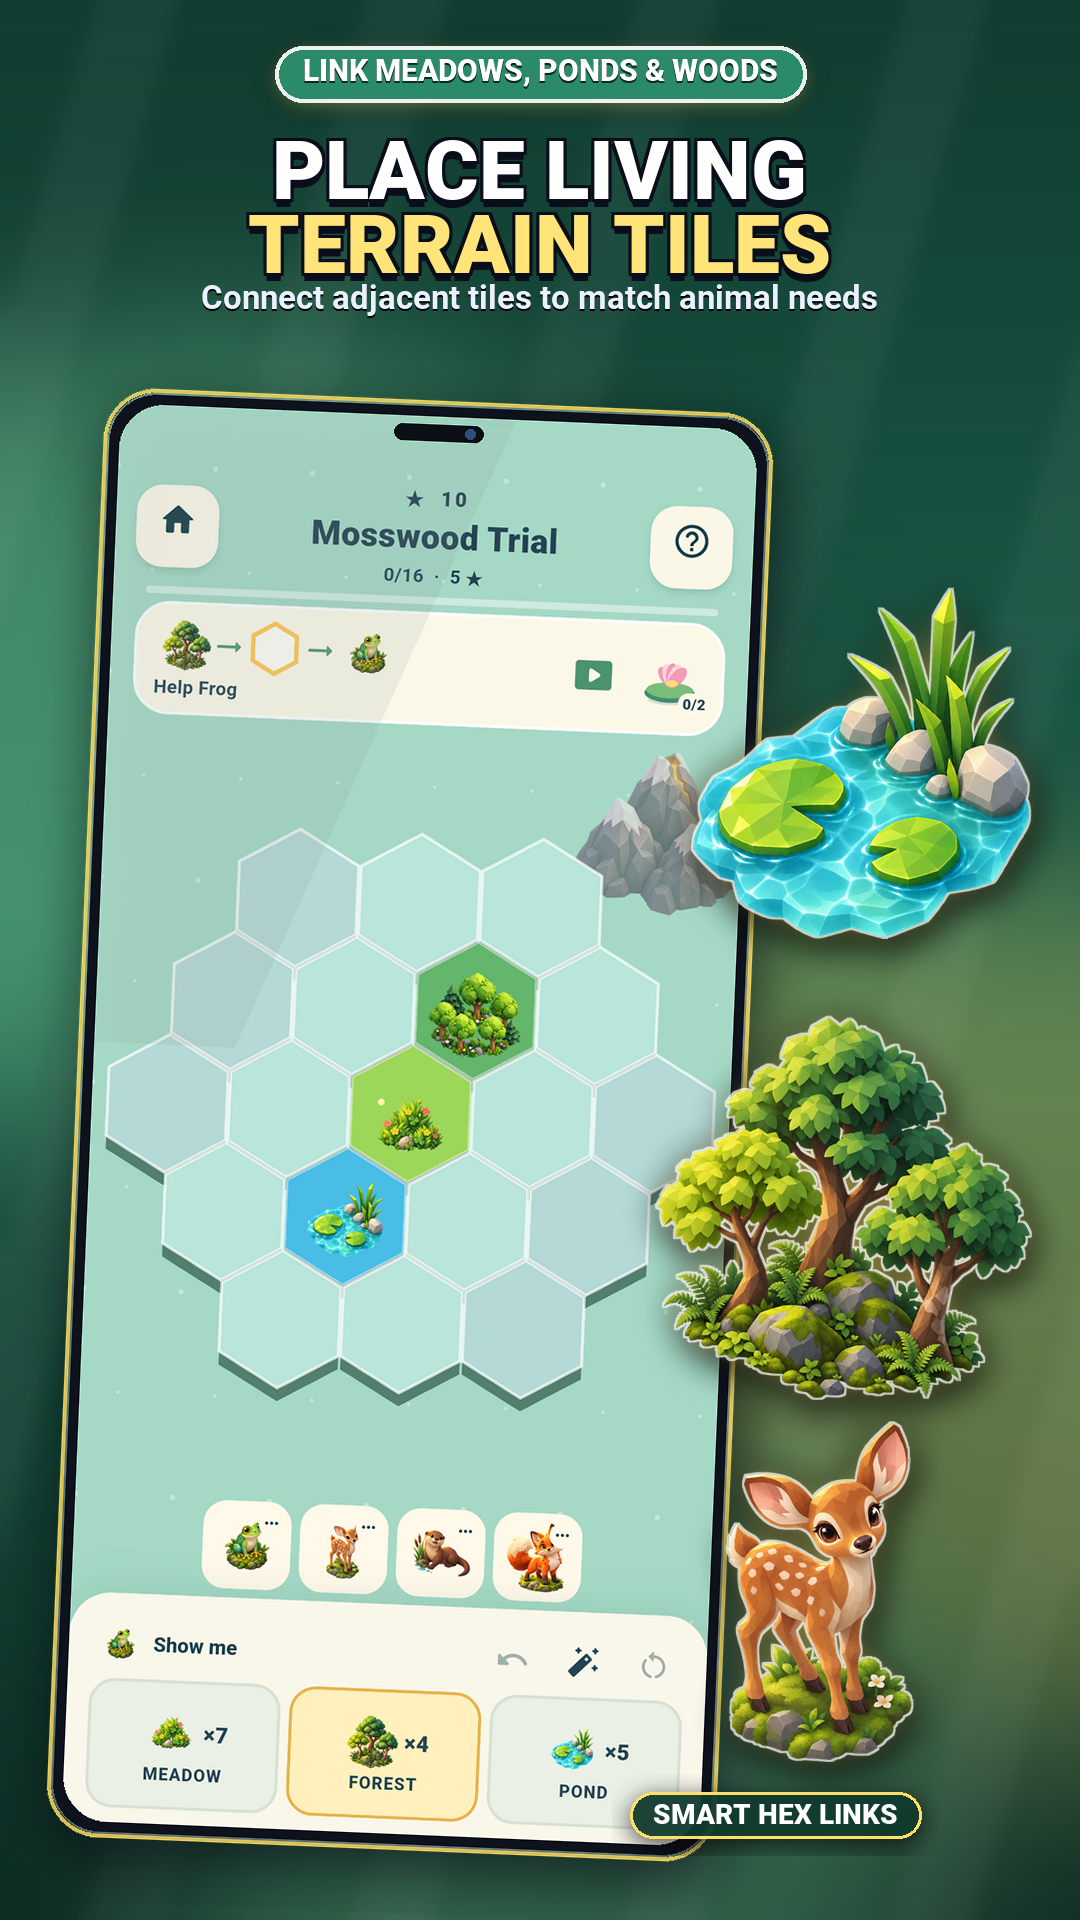 LINK MEADOWS, PONDS & WOODS
PLACE LIVING
TERRAIN TILES
Connect adjacent tiles to match animal needs
★ 10
Mosswood Trial
0/16 · 5★
Help Frog
0/2
Show me
×7
MEADOW
×4
FOREST
×5
POND
SMART HEX LINKS